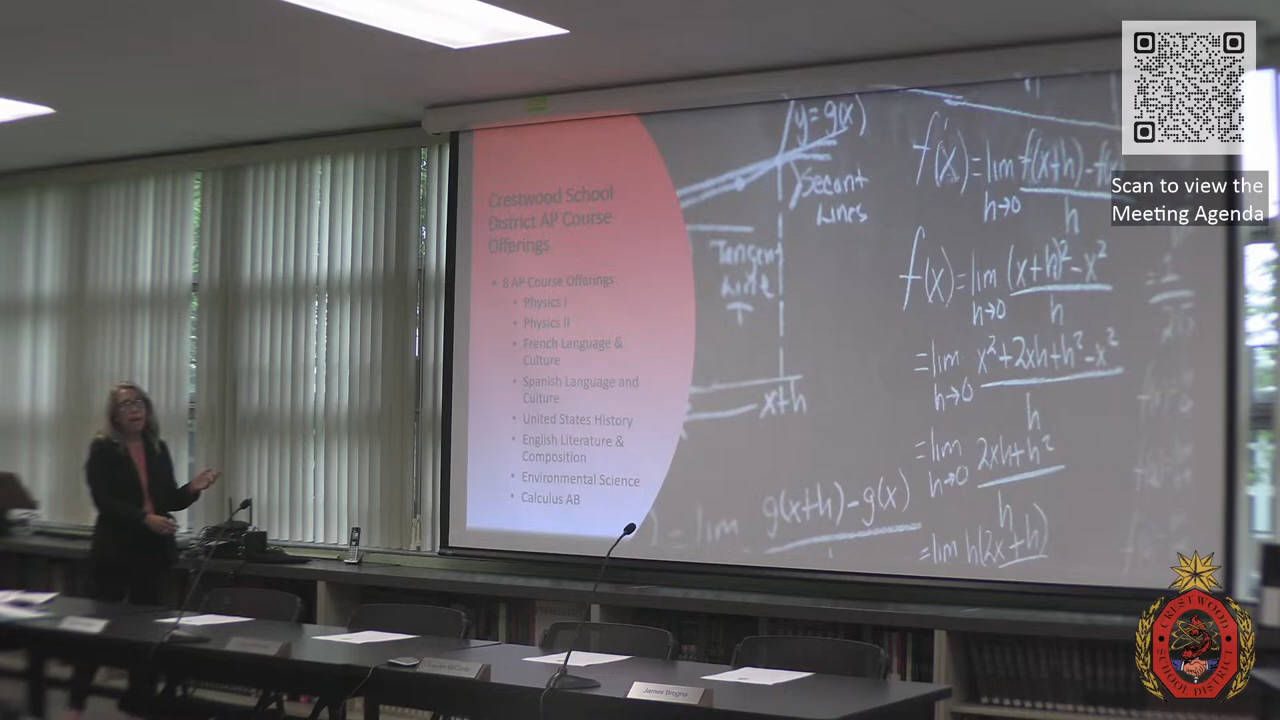 Scan to view the
Meeting Agenda
Crestwood School
District AP Course
Offerings
• 8 AP Course Offerings
• Physics I
• Physics II
• French Language &
Culture
• Spanish Language and
Culture
• United States History
• English Literature &
Composition
• Environmental Science
• Calculus AB
y=g(x)
Secant
Lines
Tangent
Line
x+h
f'(x)=lim h→0 f(x+h)-f(
h
f(x)=lim h→0 (x+h)²-x²
h
=lim h→0 x²+2xh+h²-x²
h
=lim h→0 2xh+h²
h
=lim h(2x+h)
) = lim g(x+h)-g(x)
James Brogna
CRESTWOOD
SCHOOL DISTRICT